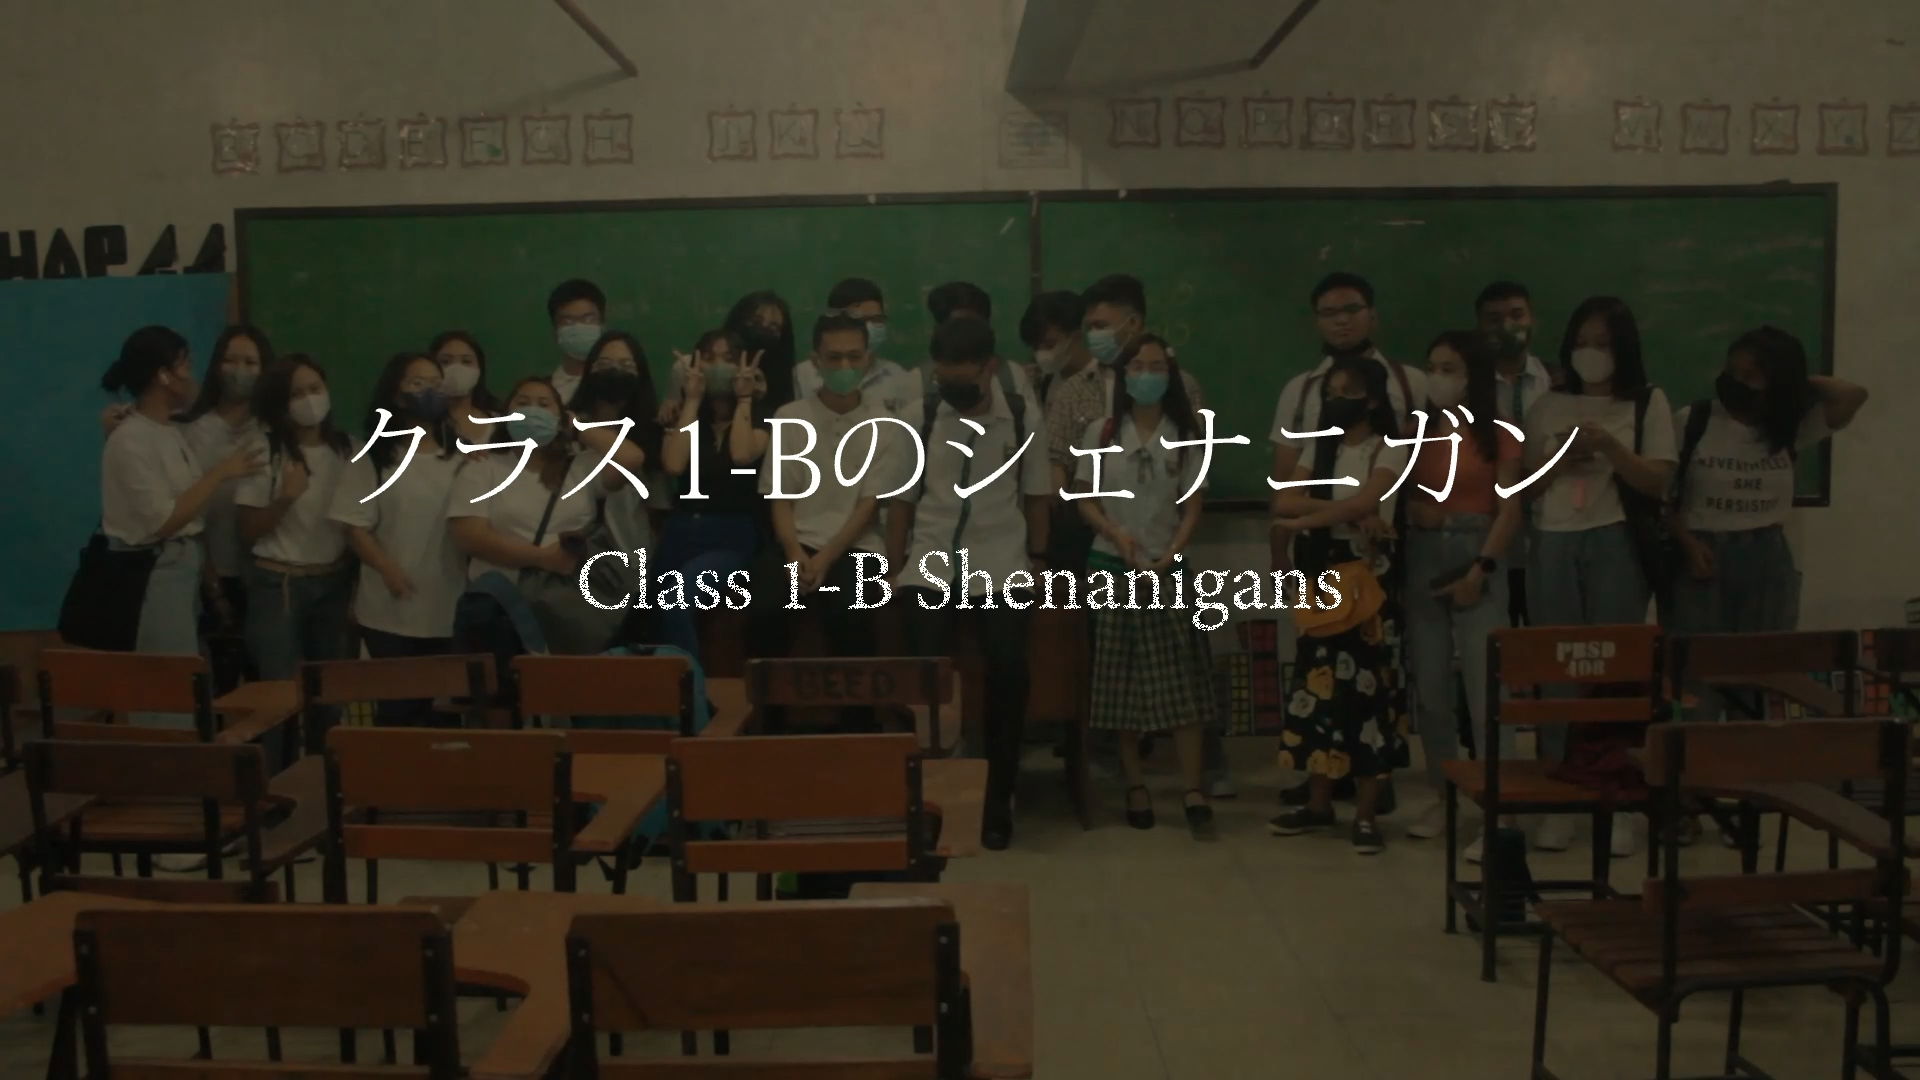 B C D E F G H J K L N O P Q R S T V W X Y Z
HAP
クラス1-Bのシェナニガン
NEVERTHELESS
SHE
PERSISTED
Class 1-B Shenanigans
PBSD
408
BEED